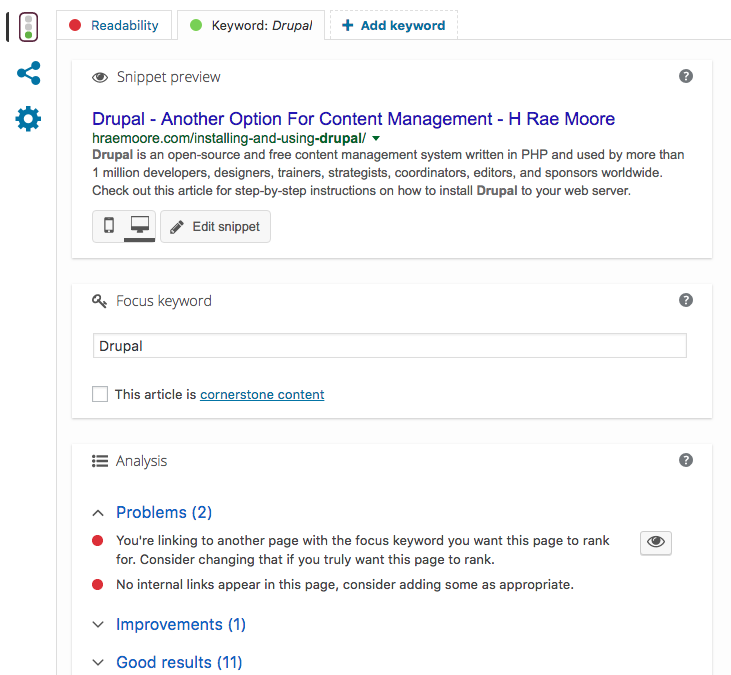 Readability
Keyword: Drupal
+ Add keyword
Snippet preview
?
Drupal - Another Option For Content Management - H Rae Moore
hraemoore.com/installing-and-using-drupal/
Drupal is an open-source and free content management system written in PHP and used by more than
1 million developers, designers, trainers, strategists, coordinators, editors, and sponsors worldwide.
Check out this article for step-by-step instructions on how to install Drupal to your web server.
Edit snippet
Focus keyword
?
Drupal
This article is cornerstone content
Analysis
?
Problems (2)
You're linking to another page with the focus keyword you want this page to rank
for. Consider changing that if you truly want this page to rank.
No internal links appear in this page, consider adding some as appropriate.
Improvements (1)
Good results (11)